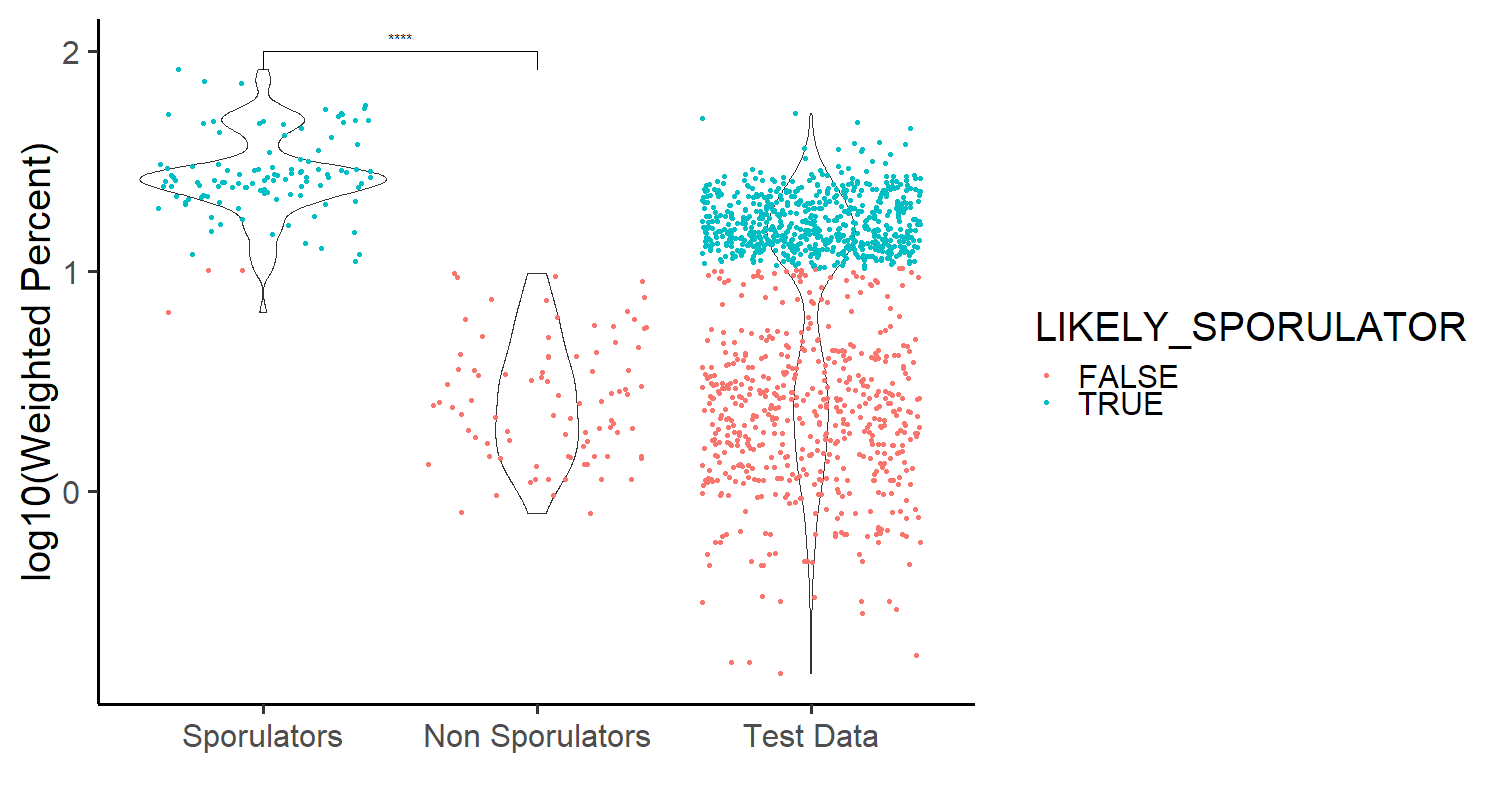 log10(Weighted Percent)
2
1
0
****
Sporulators
Non Sporulators
Test Data
LIKELY_SPORULATOR
FALSE
TRUE